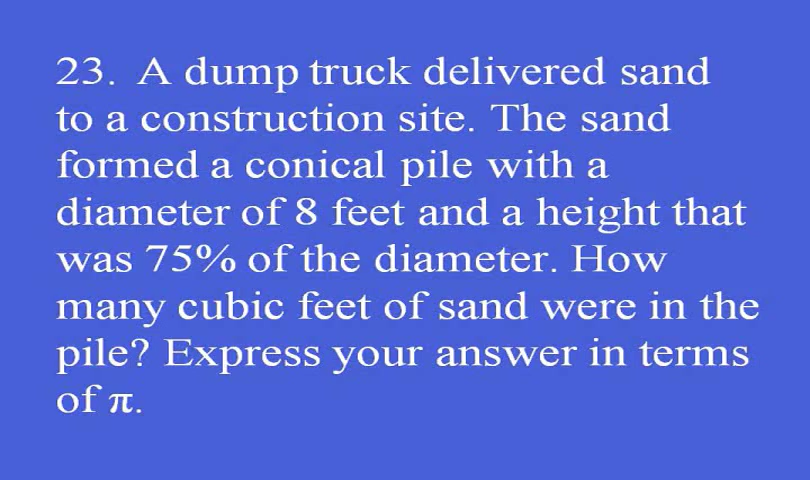 23. A dump truck delivered sand
to a construction site. The sand
formed a conical pile with a
diameter of 8 feet and a height that
was 75% of the diameter. How
many cubic feet of sand were in the
pile? Express your answer in terms
of π.